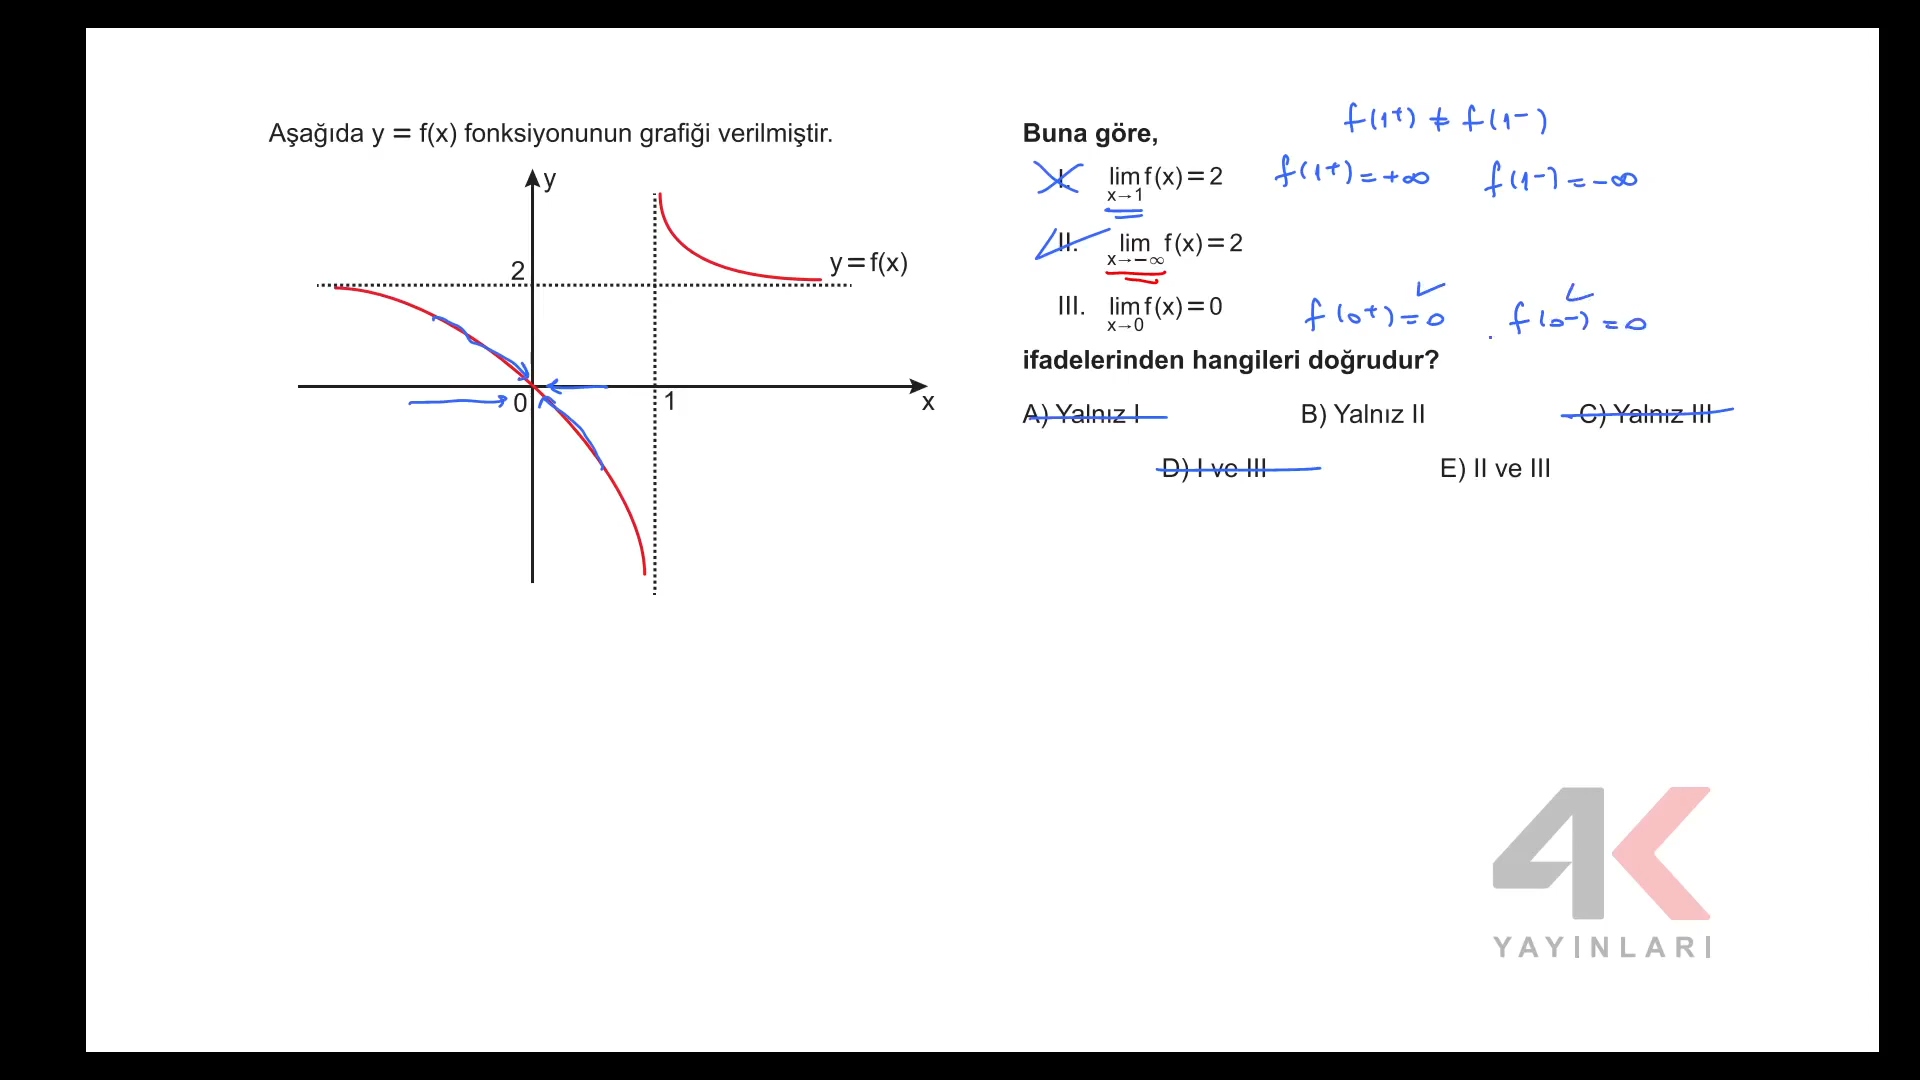 Aşağıda y = f(x) fonksiyonunun grafiği verilmiştir.
y
2
y = f(x)
0
1
x
f(1+) ≠ f(1-)
Buna göre,
I. lim f(x) = 2 f(1+) = +∞ f(1-) = -∞
x→1
II. lim f(x) = 2
x→-∞
III. lim f(x) = 0 f(0+) = 0 f(0-) = 0
x→0
ifadelerinden hangileri doğrudur?
A) Yalnız I B) Yalnız II C) Yalnız III
D) I ve III E) II ve III
4K
YAYINLARI